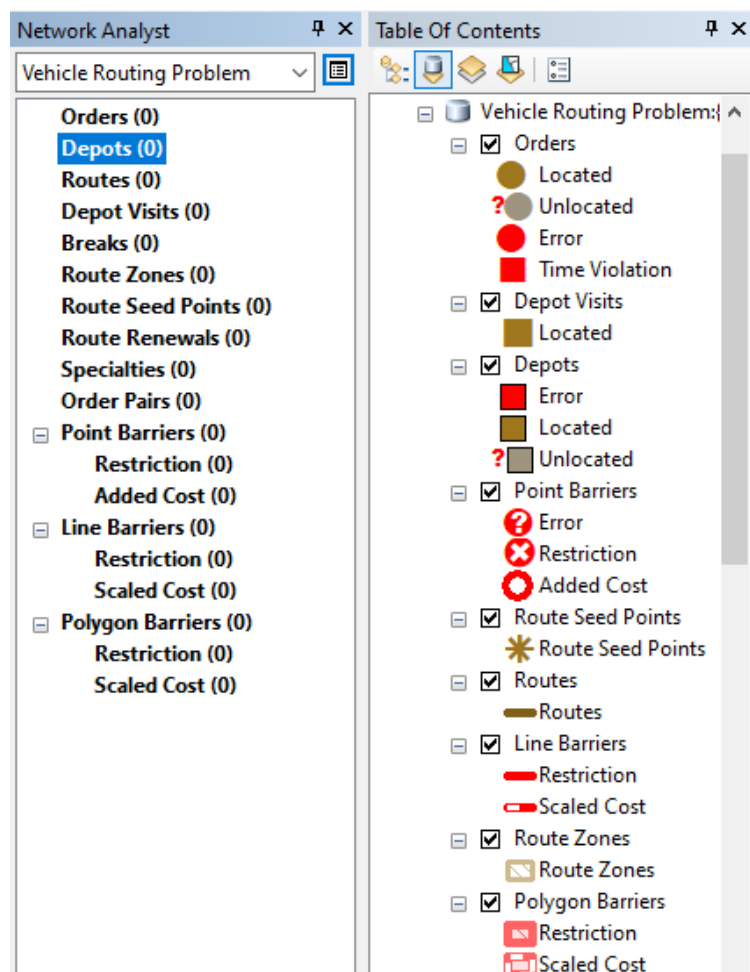 Network Analyst
Vehicle Routing Problem
Orders (0)
Depots (0)
Routes (0)
Depot Visits (0)
Breaks (0)
Route Zones (0)
Route Seed Points (0)
Route Renewals (0)
Specialties (0)
Order Pairs (0)
Point Barriers (0)
Restriction (0)
Added Cost (0)
Line Barriers (0)
Restriction (0)
Scaled Cost (0)
Polygon Barriers (0)
Restriction (0)
Scaled Cost (0)
Table Of Contents
Vehicle Routing Problem:
Orders
Located
? Unlocated
Error
Time Violation
Depot Visits
Located
Depots
Error
Located
? Unlocated
Point Barriers
? Error
Restriction
Added Cost
Route Seed Points
Route Seed Points
Routes
Routes
Line Barriers
Restriction
Scaled Cost
Route Zones
Route Zones
Polygon Barriers
Restriction
Scaled Cost